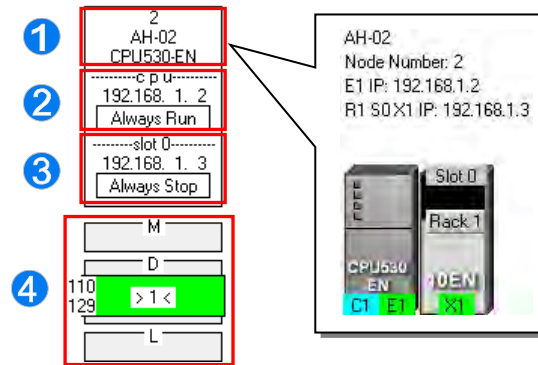 1
2
AH-02
CPU530-EN
2
--------c p u--------
192.168. 1. 2
Always Run
3
--------slot 0--------
192.168. 1. 3
Always Stop
4
M
D
110
129
> 1 <
L
AH-02
Node Number: 2
E1 IP: 192.168.1.2
R1 S0 X1 IP: 192.168.1.3
CPU530
EN
C1 E1
Slot 0
Rack 1
10EN
X1